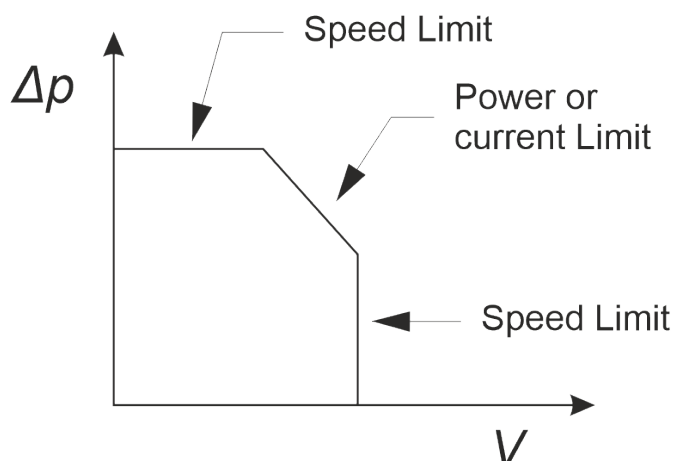 Speed Limit
Δp
Power or
current Limit
Speed Limit
V